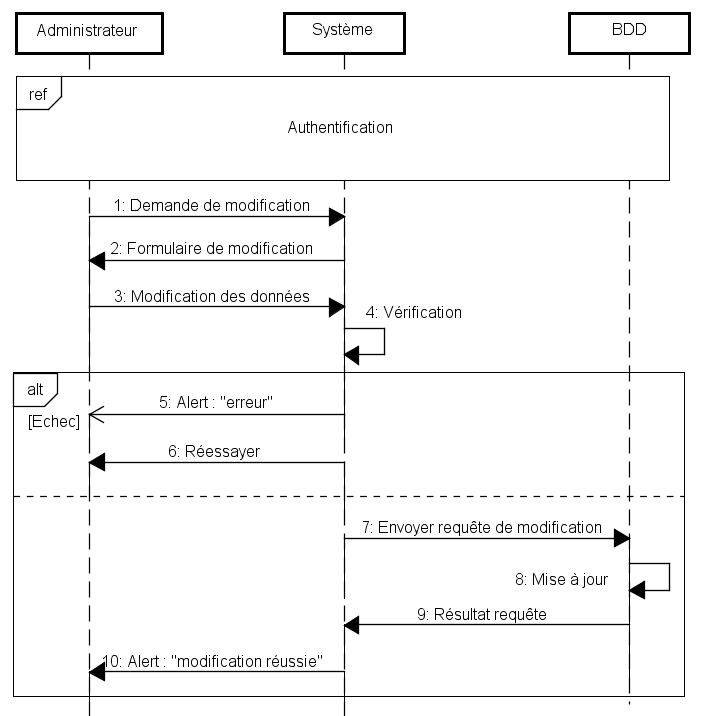 Administrateur
Système
BDD
ref
Authentification
1: Demande de modification
2: Formulaire de modification
3: Modification des données
4: Vérification
alt
5: Alert : "erreur"
[Echec]
6: Réessayer
7: Envoyer requête de modification
8: Mise à jour
9: Résultat requête
10: Alert : "modification réussie"